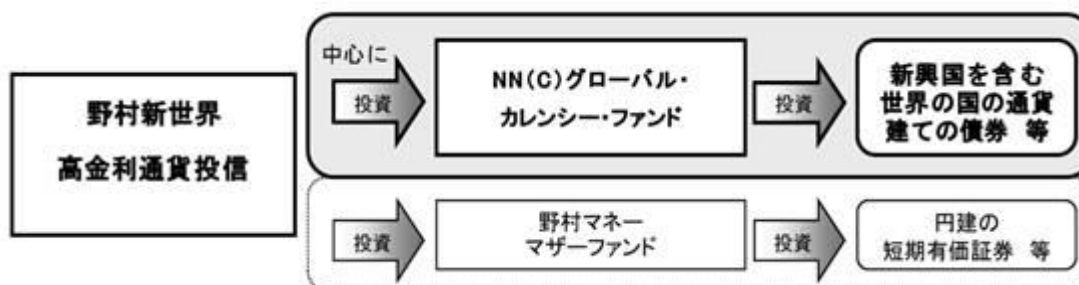 野村新世界
高金利通貨投信
中心に
投資
NN(C)グローバル・
カレンシー・ファンド
投資
新興国を含む
世界の国の通貨
建ての債券 等
投資
野村マネー
マザーファンド
投資
円建の
短期有価証券 等